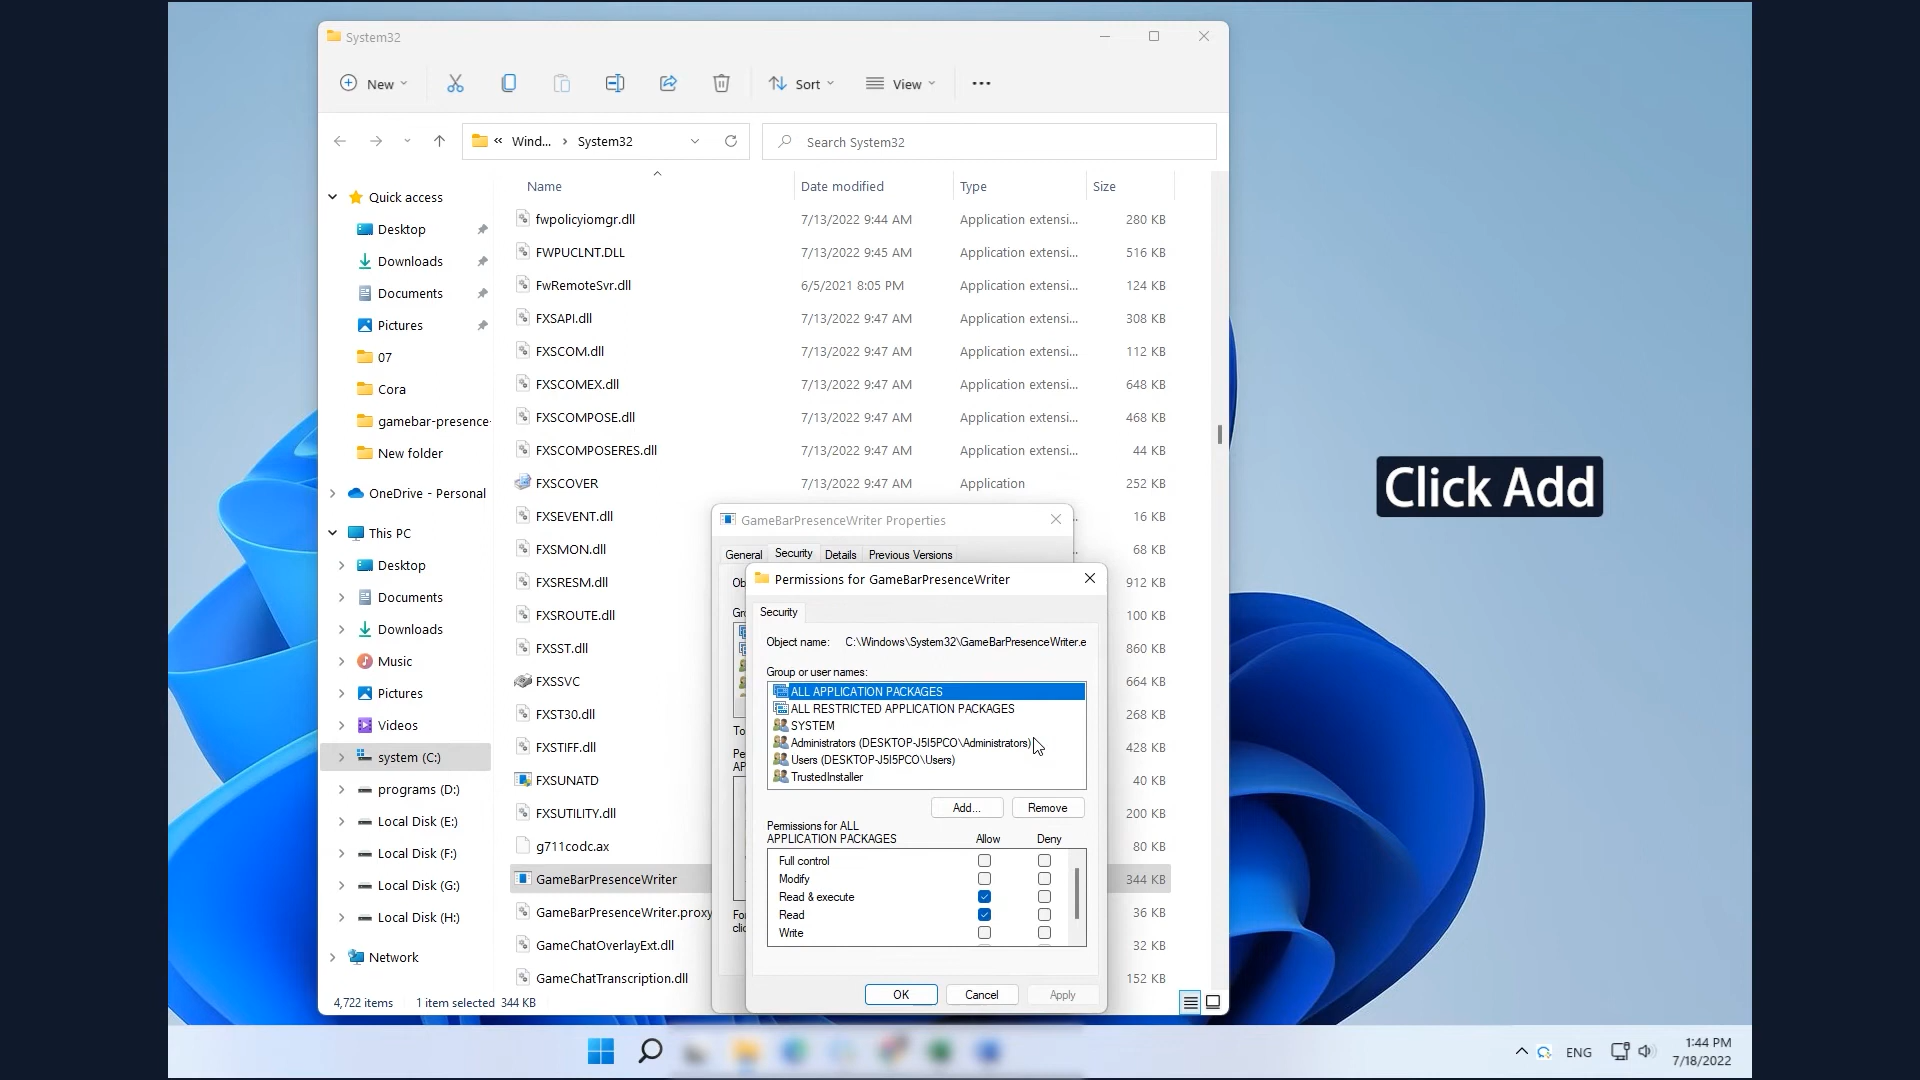 System32
New
Sort
View
« Wind... › System32
Search System32
Name
Date modified
Type
Size
Quick access
Desktop
Downloads
Documents
Pictures
07
Cora
gamebar-presence-
New folder
OneDrive - Personal
This PC
Desktop
Documents
Downloads
Music
Pictures
Videos
system (C:)
programs (D:)
Local Disk (E:)
Local Disk (F:)
Local Disk (G:)
Local Disk (H:)
Network
fwpolicyiomgr.dll 7/13/2022 9:44 AM Application extensi... 280 KB
FWPUCLNT.DLL 7/13/2022 9:45 AM Application extensi... 516 KB
FwRemoteSvr.dll 6/5/2021 8:05 PM Application extensi... 124 KB
FXSAPI.dll 7/13/2022 9:47 AM Application extensi... 308 KB
FXSCOM.dll 7/13/2022 9:47 AM Application extensi... 112 KB
FXSCOMEX.dll 7/13/2022 9:47 AM Application extensi... 648 KB
FXSCOMPOSE.dll 7/13/2022 9:47 AM Application extensi... 468 KB
FXSCOMPOSERES.dll 7/13/2022 9:47 AM Application extensi... 44 KB
FXSCOVER 7/13/2022 9:47 AM Application 252 KB
FXSEVENT.dll 16 KB
FXSMON.dll 68 KB
FXSRESM.dll 912 KB
FXSROUTE.dll 100 KB
FXSST.dll 860 KB
FXSSVC 664 KB
FXST30.dll 268 KB
FXSTIFF.dll 428 KB
FXSUNATD 40 KB
FXSUTILITY.dll 200 KB
g711codc.ax 80 KB
GameBarPresenceWriter 344 KB
GameBarPresenceWriter.proxy 36 KB
GameChatOverlayExt.dll 32 KB
GameChatTranscription.dll 152 KB
4,722 items 1 item selected 344 KB
GameBarPresenceWriter Properties
General Security Details Previous Versions
Ob
Gr
To
Pe
AP
Fo
clic
Permissions for GameBarPresenceWriter
Security
Object name: C:\Windows\System32\GameBarPresenceWriter.e
Group or user names:
ALL APPLICATION PACKAGES
ALL RESTRICTED APPLICATION PACKAGES
SYSTEM
Administrators (DESKTOP-J5I5PCO\Administrators)
Users (DESKTOP-J5I5PCO\Users)
TrustedInstaller
Add... Remove
Permissions for ALL
APPLICATION PACKAGES Allow Deny
Full control
Modify
Read & execute
Read
Write
OK Cancel Apply
Click Add
ENG
1:44 PM
7/18/2022